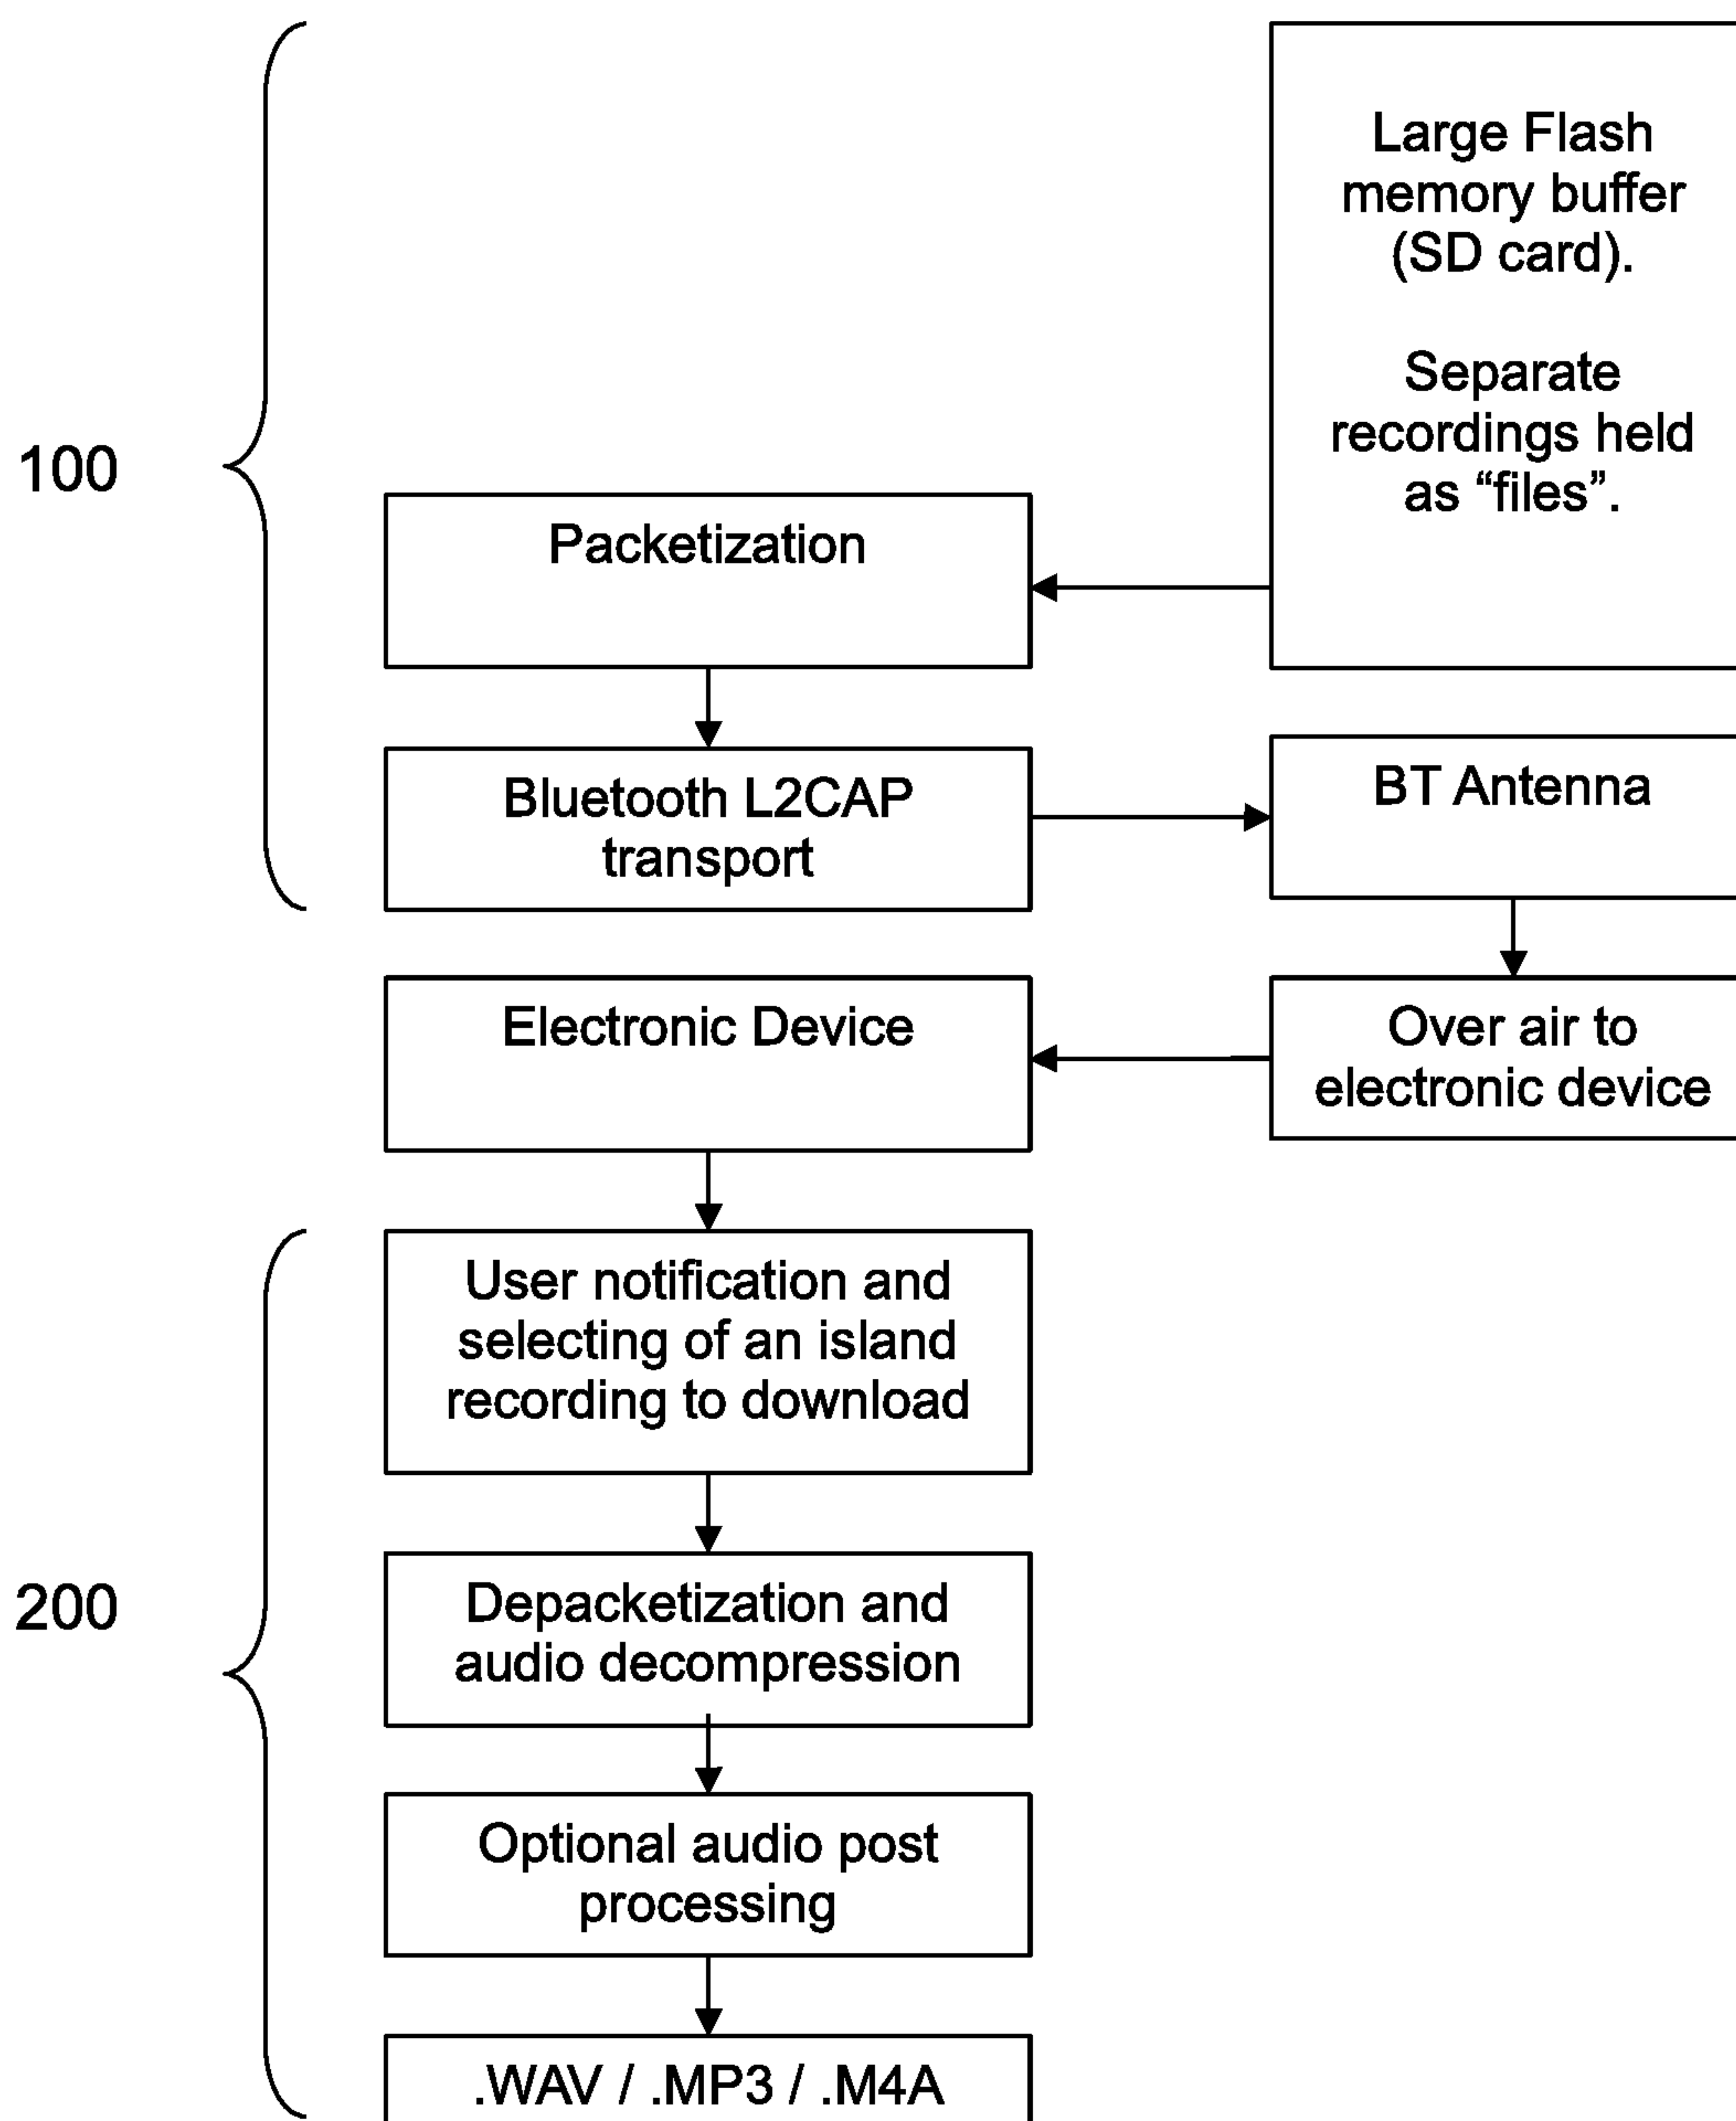 Large Flash
memory buffer
(SD card).
Separate
recordings held
as “files”.
100
Packetization
Bluetooth L2CAP
transport
BT Antenna
Electronic Device
Over air to
electronic device
User notification and
selecting of an island
recording to download
200
Depacketization and
audio decompression
Optional audio post
processing
.WAV / .MP3 / .M4A